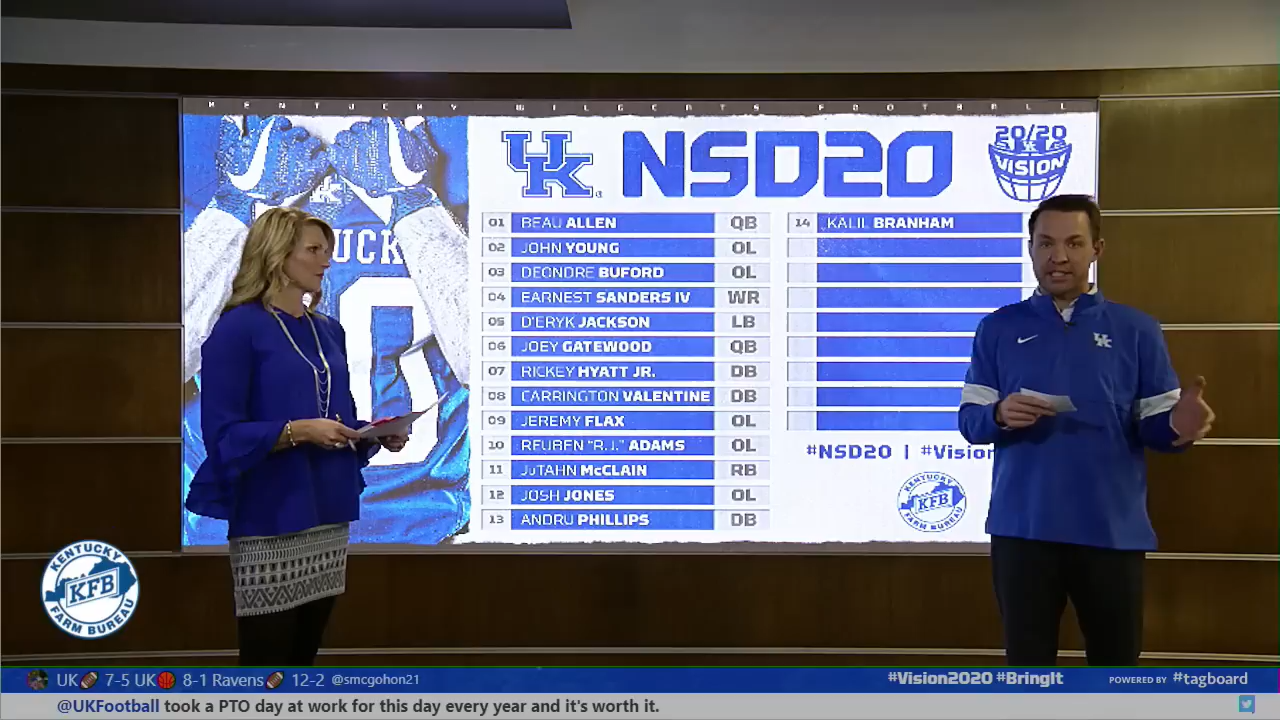 KENTUCKY WILDCATS FOOTBALL
UK NSD20
20/20
UK
VISION
01 BEAU ALLEN QB
02 JOHN YOUNG OL
03 DEONDRE BUFORD OL
04 EARNEST SANDERS IV WR
05 D'ERYK JACKSON LB
06 JOEY GATEWOOD QB
07 RICKEY HYATT JR. DB
08 CARRINGTON VALENTINE DB
09 JEREMY FLAX OL
10 REUBEN "R.J." ADAMS OL
11 JUTAHN McCLAIN RB
12 JOSH JONES OL
13 ANDRU PHILLIPS DB
14 KALIL BRANHAM
#NSD20 | #Vision
KENTUCKY
KFB
FARM BUREAU
UCK
UK
KENTUCKY
KFB
FARM BUREAU
UK 7-5 UK 8-1 Ravens 12-2 @smcgohon21
#Vision2020 #BringIt POWERED BY #tagboard
@UKFootball took a PTO day at work for this day every year and it's worth it.